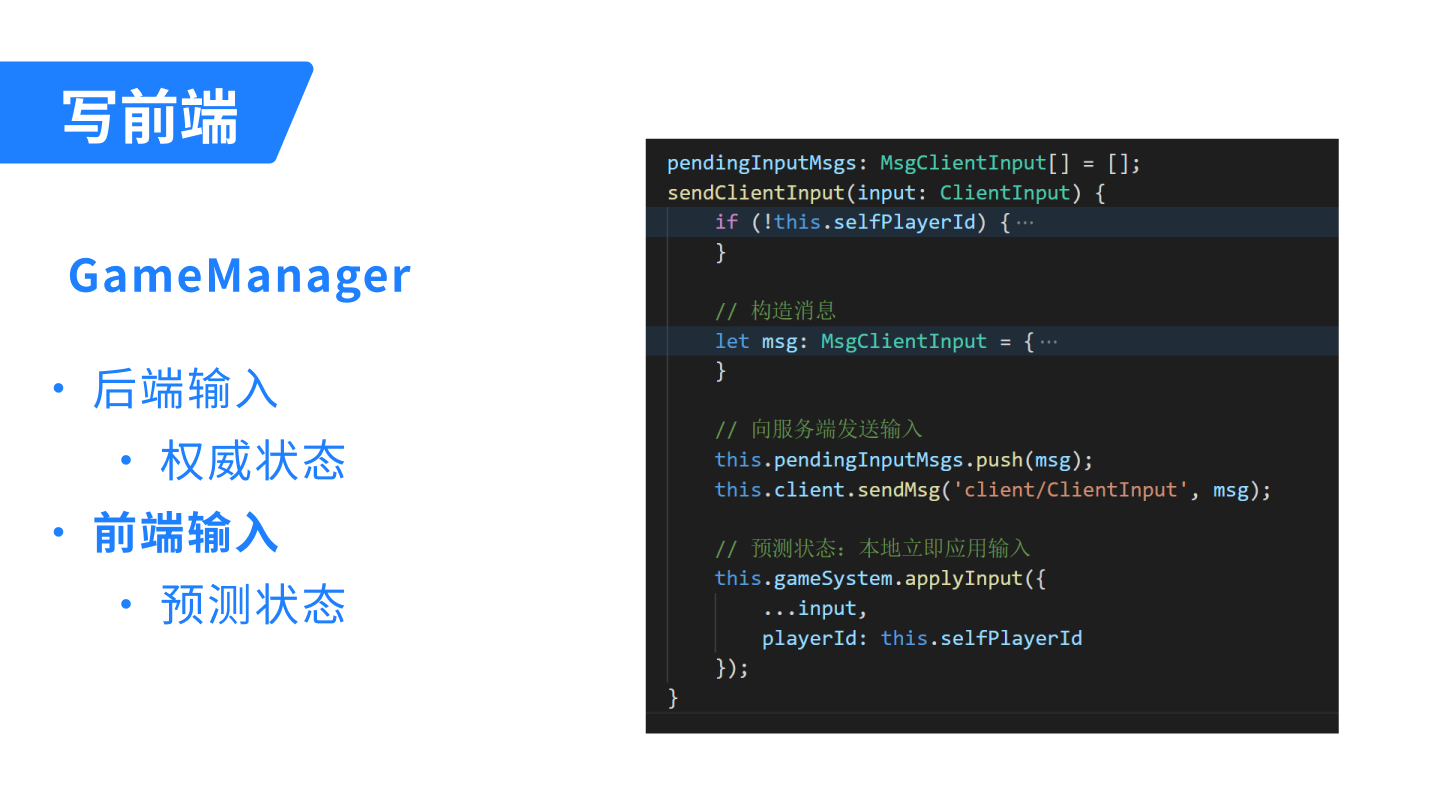 写前端
GameManager
• 后端输入
• 权威状态
• 前端输入
• 预测状态
pendingInputMsgs: MsgClientInput[] = [];
sendClientInput(input: ClientInput) {
if (!this.selfPlayerId) {⋯
}
// 构造消息
let msg: MsgClientInput = {⋯
}
// 向服务端发送输入
this.pendingInputMsgs.push(msg);
this.client.sendMsg('client/ClientInput', msg);
// 预测状态：本地立即应用输入
this.gameSystem.applyInput({
...input,
playerId: this.selfPlayerId
});
}